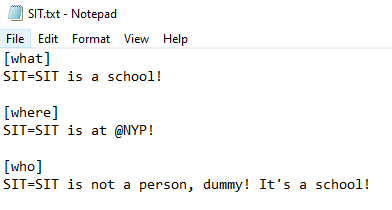 SIT.txt - Notepad
File Edit Format View Help
[what]
SIT=SIT is a school!
[where]
SIT=SIT is at @NYP!
[who]
SIT=SIT is not a person, dummy! It's a school!